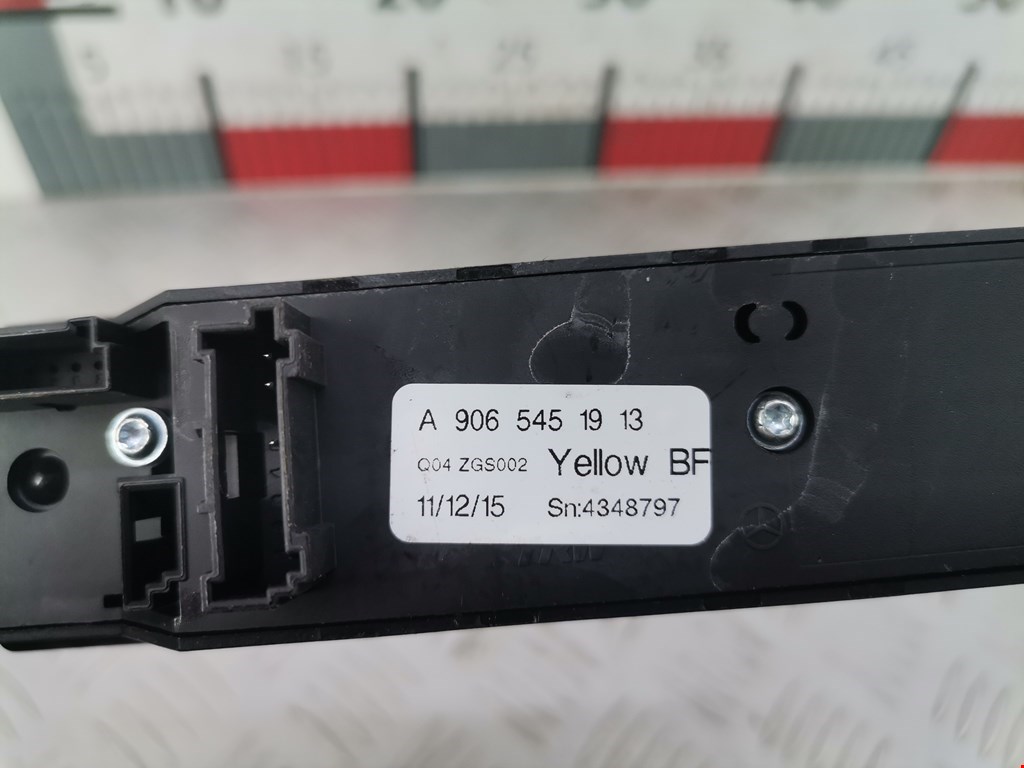 A 906 545 19 13
Q04 ZGS002 Yellow BF
11/12/15 Sn:4348797